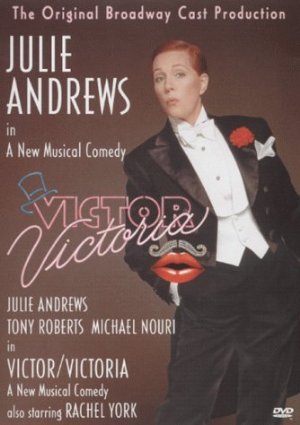 The Original Broadway Cast Production
JULIE
ANDREWS
in
A New Musical Comedy
VICTOR
Victoria
JULIE ANDREWS
TONY ROBERTS MICHAEL NOURI
in
VICTOR/VICTORIA
A New Musical Comedy
also starring RACHEL YORK
DVD